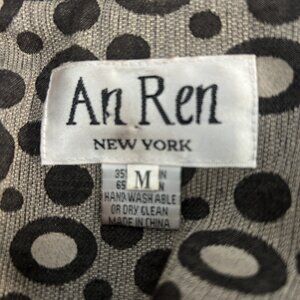 An Ren
NEW YORK
M
HAND WASHABLE
OR DRY CLEAN
MADE IN CHINA